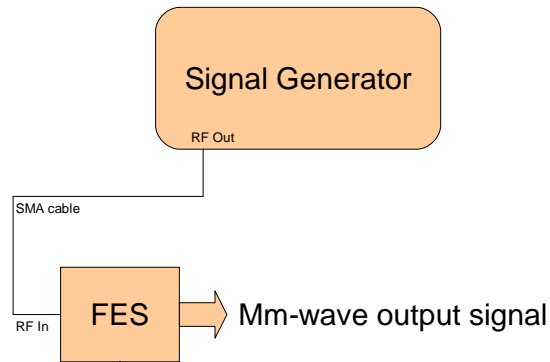 Signal Generator
RF Out
SMA cable
RF In
FES
Mm-wave output signal